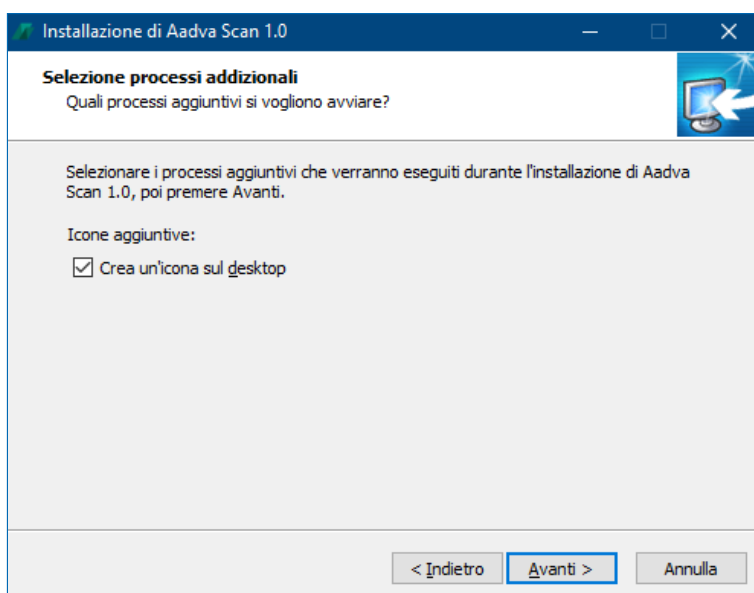 Installazione di Aadva Scan 1.0
Selezione processi addizionali
Quali processi aggiuntivi si vogliono avviare?
Selezionare i processi aggiuntivi che verranno eseguiti durante l'installazione di Aadva
Scan 1.0, poi premere Avanti.
Icone aggiuntive:
Crea un'icona sul desktop
< Indietro
Avanti >
Annulla